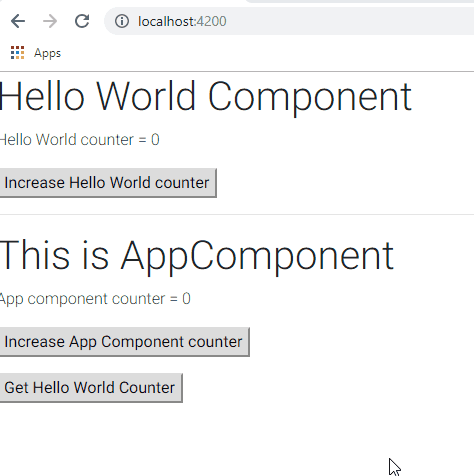 localhost:4200
Apps
Hello World Component
Hello World counter = 0
Increase Hello World counter
This is AppComponent
App component counter = 0
Increase App Component counter
Get Hello World Counter